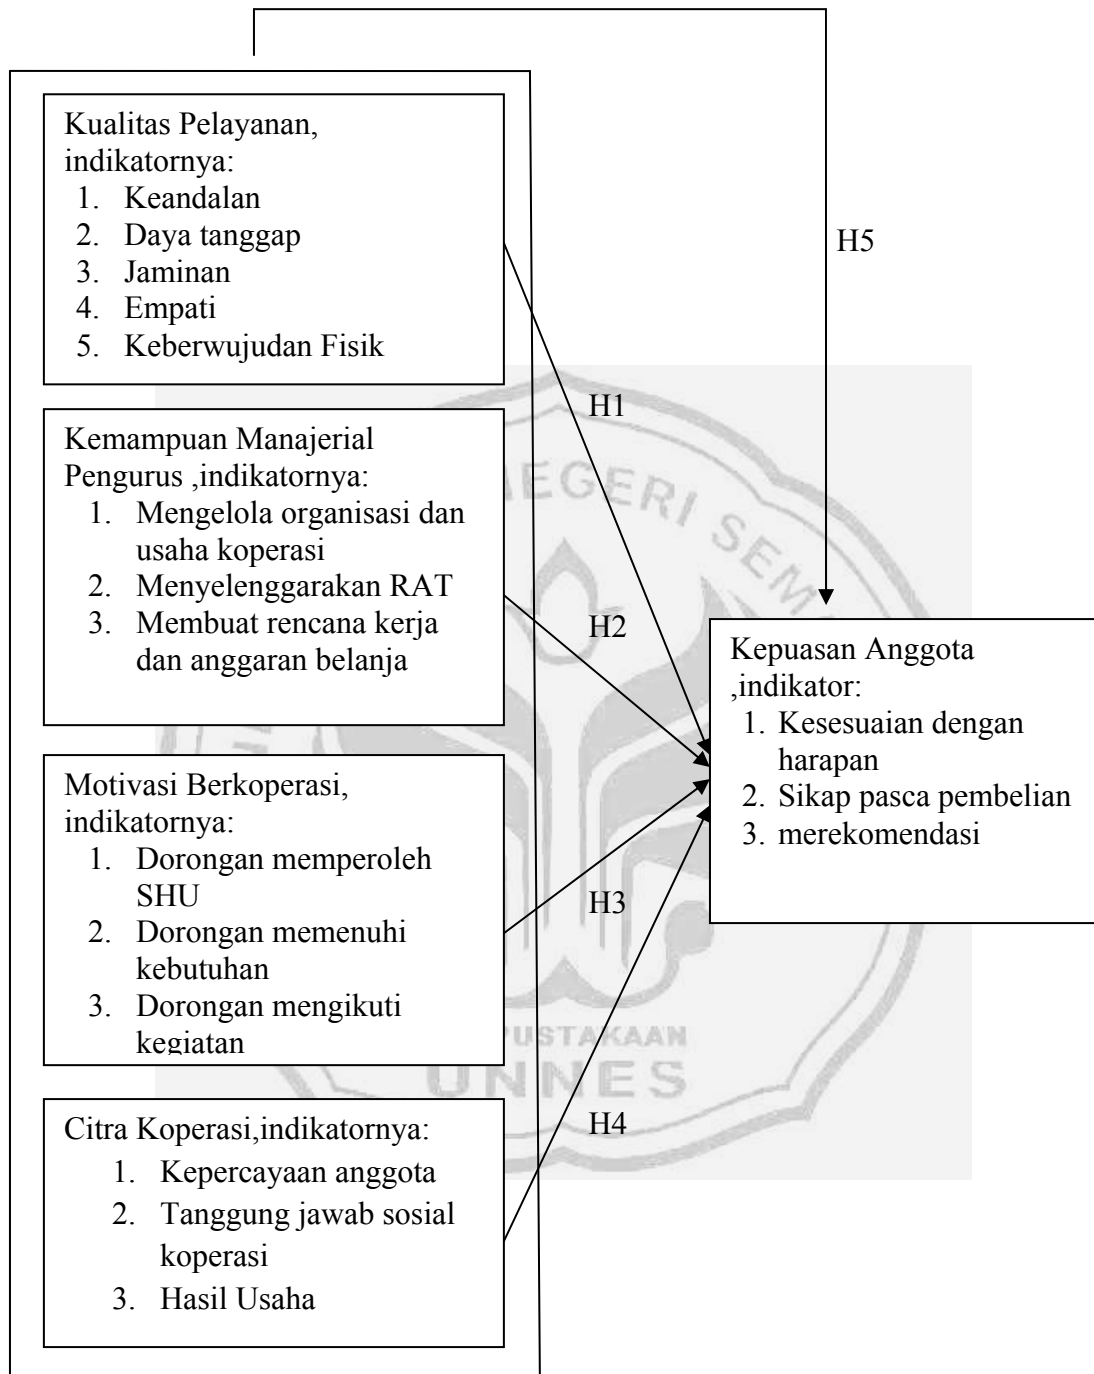 Kualitas Pelayanan,
indikatornya:
1. Keandalan
2. Daya tanggap
3. Jaminan
4. Empati
5. Keberwujudan Fisik
Kemampuan Manajerial
Pengurus ,indikatornya:
1. Mengelola organisasi dan
usaha koperasi
2. Menyelenggarakan RAT
3. Membuat rencana kerja
dan anggaran belanja
Motivasi Berkoperasi,
indikatornya:
1. Dorongan memperoleh
SHU
2. Dorongan memenuhi
kebutuhan
3. Dorongan mengikuti
kegiatan
Citra Koperasi,indikatornya:
1. Kepercayaan anggota
2. Tanggung jawab sosial
koperasi
3. Hasil Usaha
H1
H2
H3
H4
H5
Kepuasan Anggota
,indikator:
1. Kesesuaian dengan
harapan
2. Sikap pasca pembelian
3. merekomendasi
UNNES